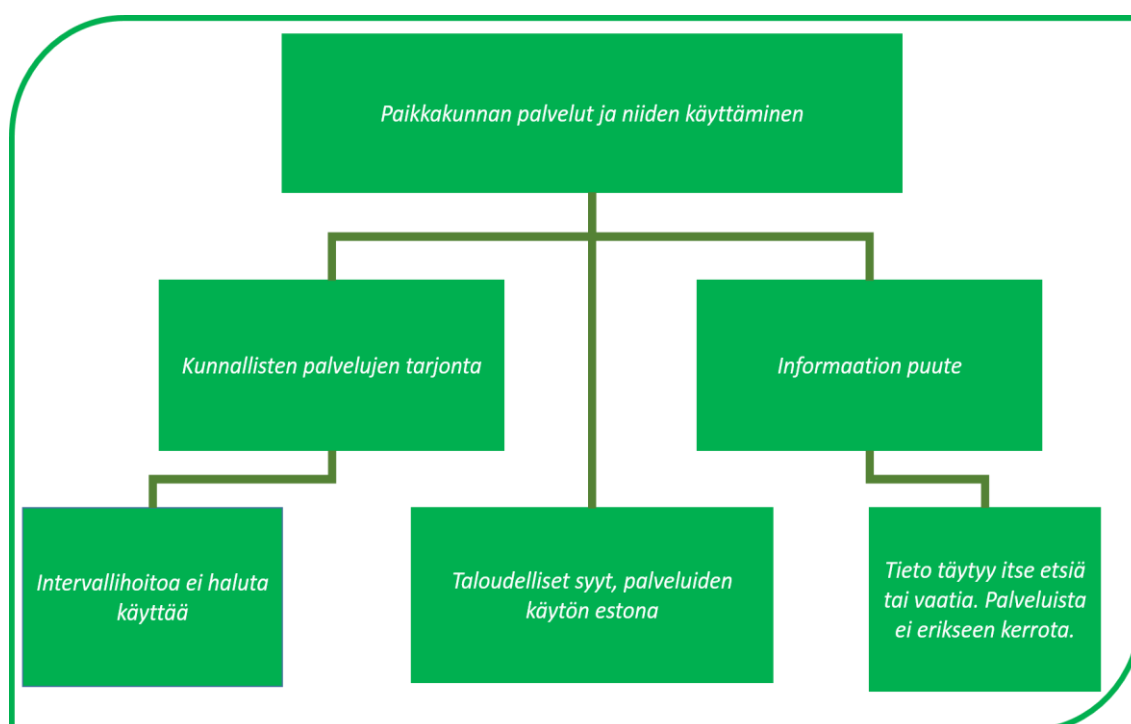 Paikkakunnan palvelut ja niiden käyttäminen
Kunnallisten palvelujen tarjonta
Informaation puute
Intervallihoitoa ei haluta
käyttää
Taloudelliset syyt, palveluiden
käytön estona
Tieto täytyy itse etsiä
tai vaatia. Palveluista
ei erikseen kerrota.